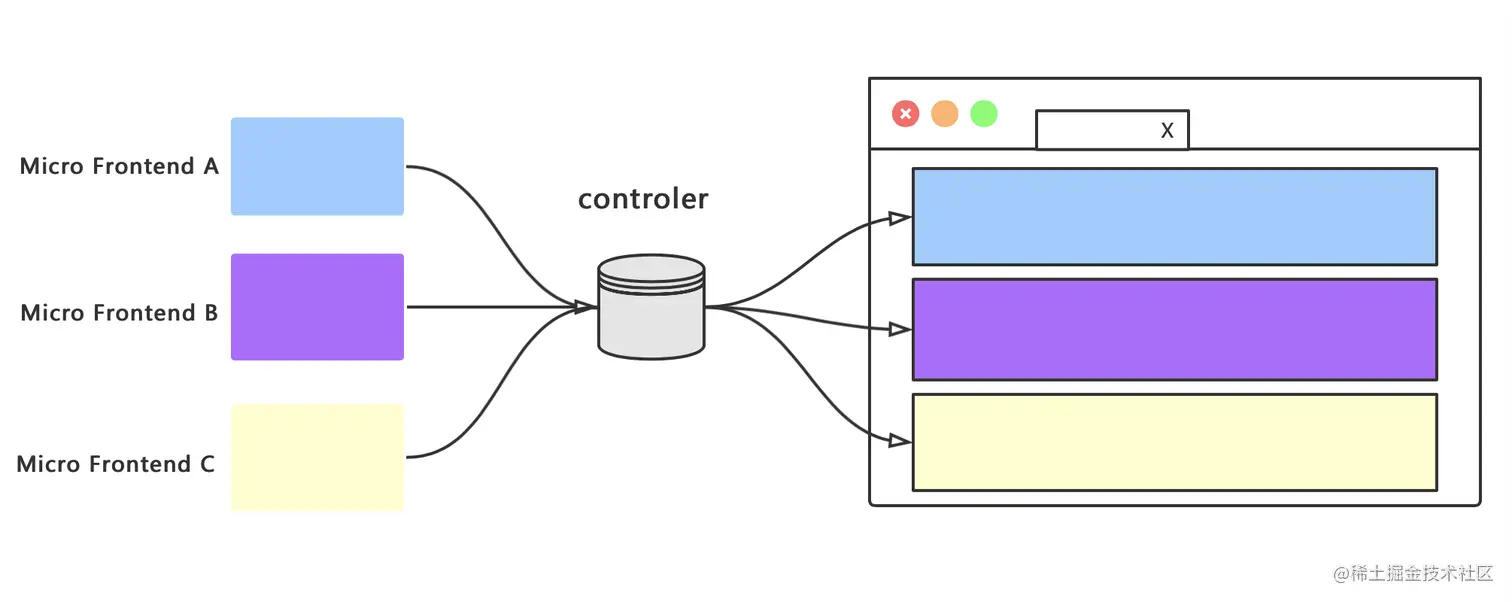 Micro Frontend A
Micro Frontend B
Micro Frontend C
controler
X
@稀土掘金技术社区